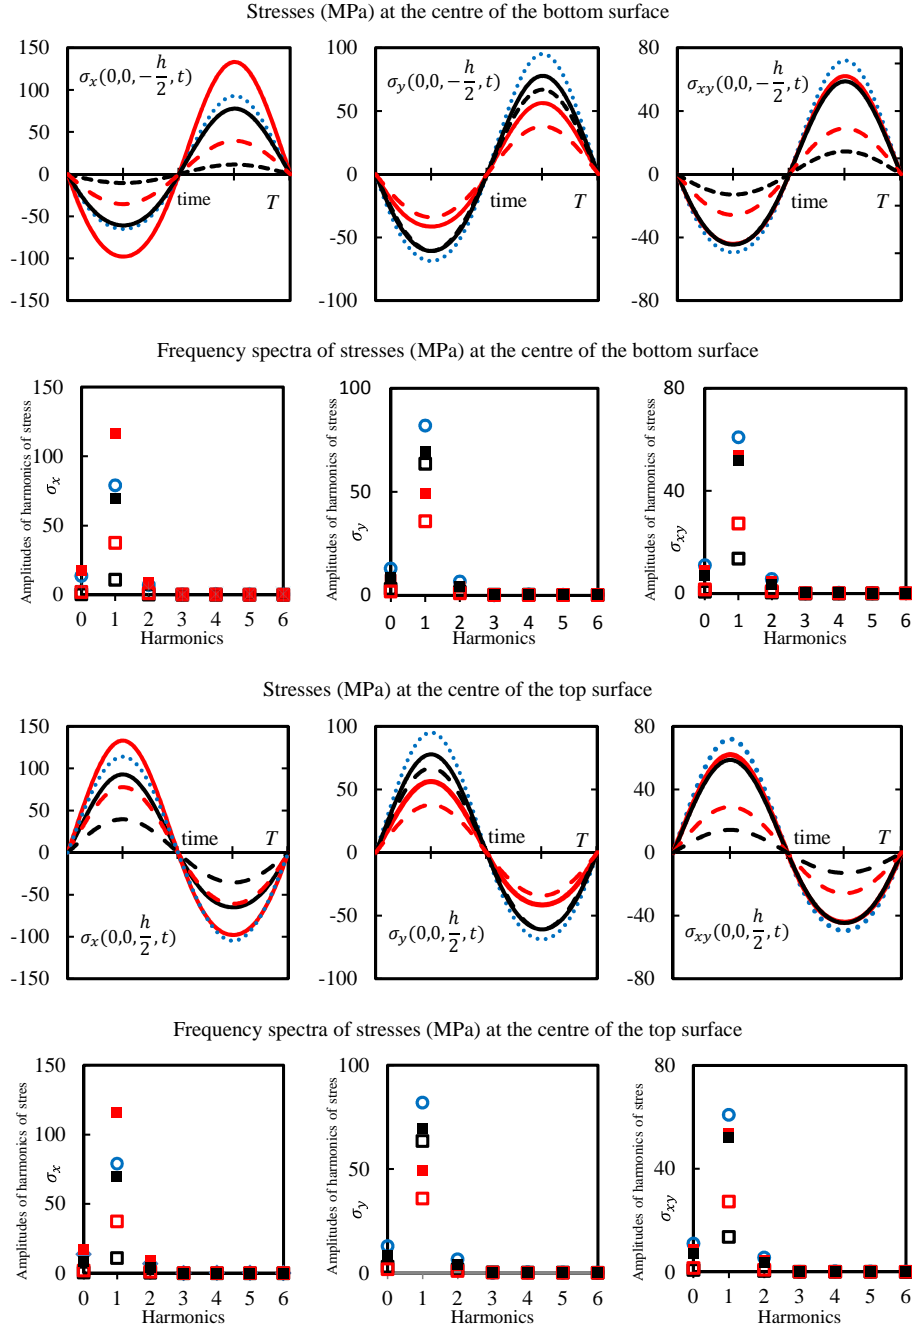 Stresses (MPa) at the centre of the bottom surface
150
100
50
0
-50
-100
-150
σx(0,0,−h/2,t)
time
T
100
50
0
-50
-100
σy(0,0,−h/2,t)
time
T
80
40
0
-40
-80
σxy(0,0,−h/2,t)
time
T
Frequency spectra of stresses (MPa) at the centre of the bottom surface
Amplitudes of harmonics of stress
σx
150
100
50
0
0 1 2 3 4 5 6
Harmonics
Amplitudes of harmonics of stress
σy
100
50
0
0 1 2 3 4 5 6
Harmonics
Amplitudes of harmonics of stress
σxy
80
40
0
0 1 2 3 4 5 6
Harmonics
Stresses (MPa) at the centre of the top surface
150
100
50
0
-50
-100
-150
time
T
σx(0,0,h/2,t)
100
50
0
-50
-100
time
T
σy(0,0,h/2,t)
80
40
0
-40
-80
time
T
σxy(0,0,h/2,t)
Frequency spectra of stresses (MPa) at the centre of the top surface
Amplitudes of harmonics of stres
σx
150
100
50
0
0 1 2 3 4 5 6
Harmonics
Amplitudes of harmonics of stres
σy
100
50
0
0 1 2 3 4 5 6
Harmonics
Amplitudes of harmonics of stres
σxy
80
40
0
0 1 2 3 4 5 6
Harmonics